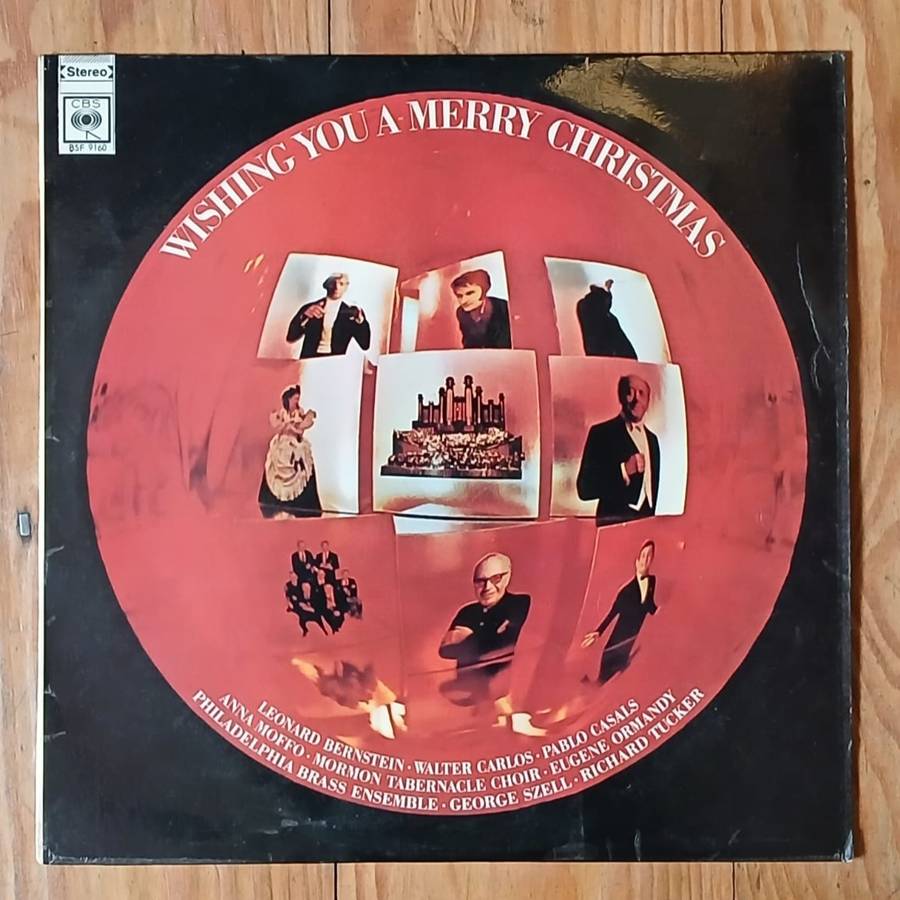 Stereo
CBS
BSF 9160
WISHING YOU A MERRY CHRISTMAS
LEONARD BERNSTEIN · WALTER CARLOS · PABLO CASALS
ANNA MOFFO · MORMON TABERNACLE CHOIR · EUGENE ORMANDY
PHILADELPHIA BRASS ENSEMBLE · GEORGE SZELL · RICHARD TUCKER